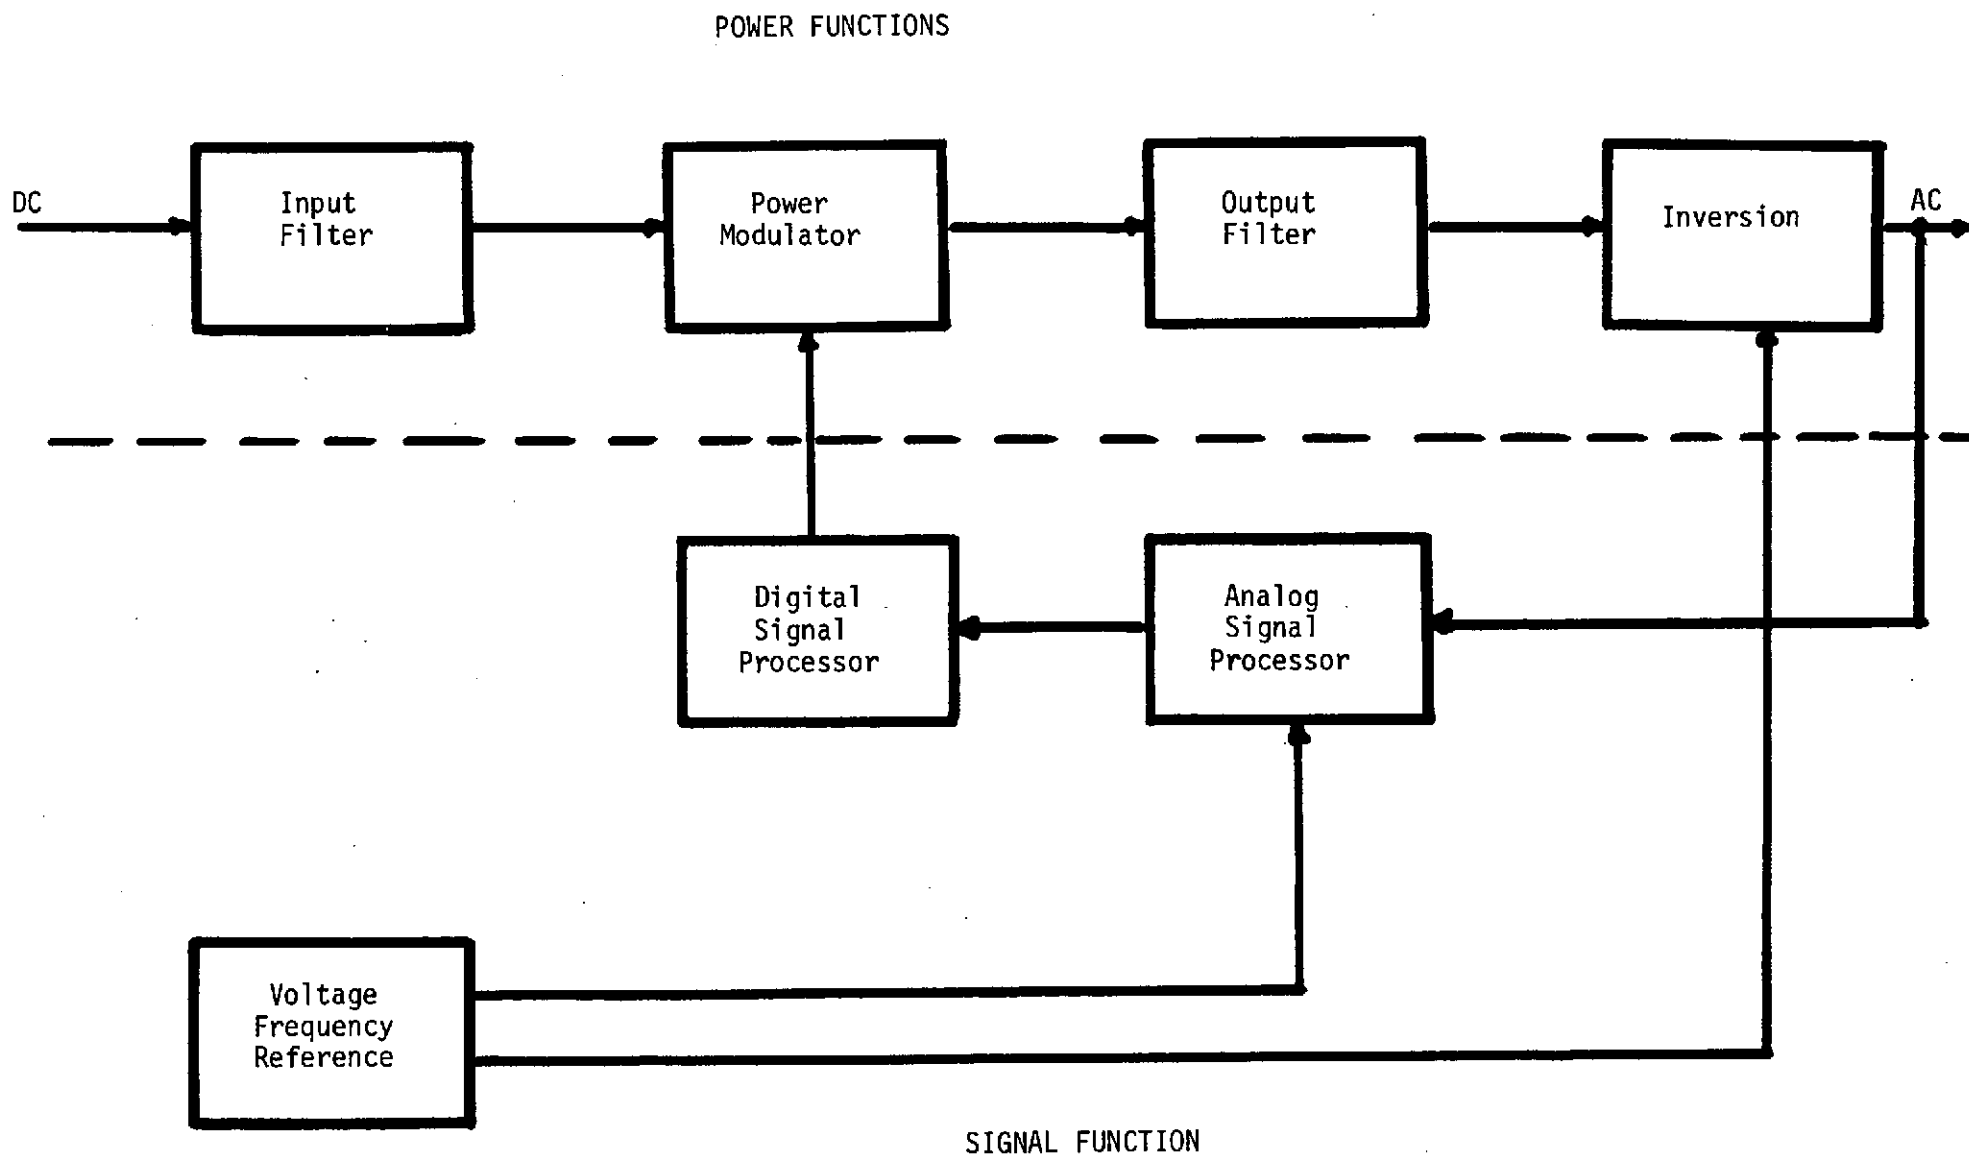 POWER FUNCTIONS
DC
Input
Filter
Power
Modulator
Output
Filter
Inversion
AC
Digital
Signal
Processor
Analog
Signal
Processor
Voltage
Frequency
Reference
SIGNAL FUNCTION